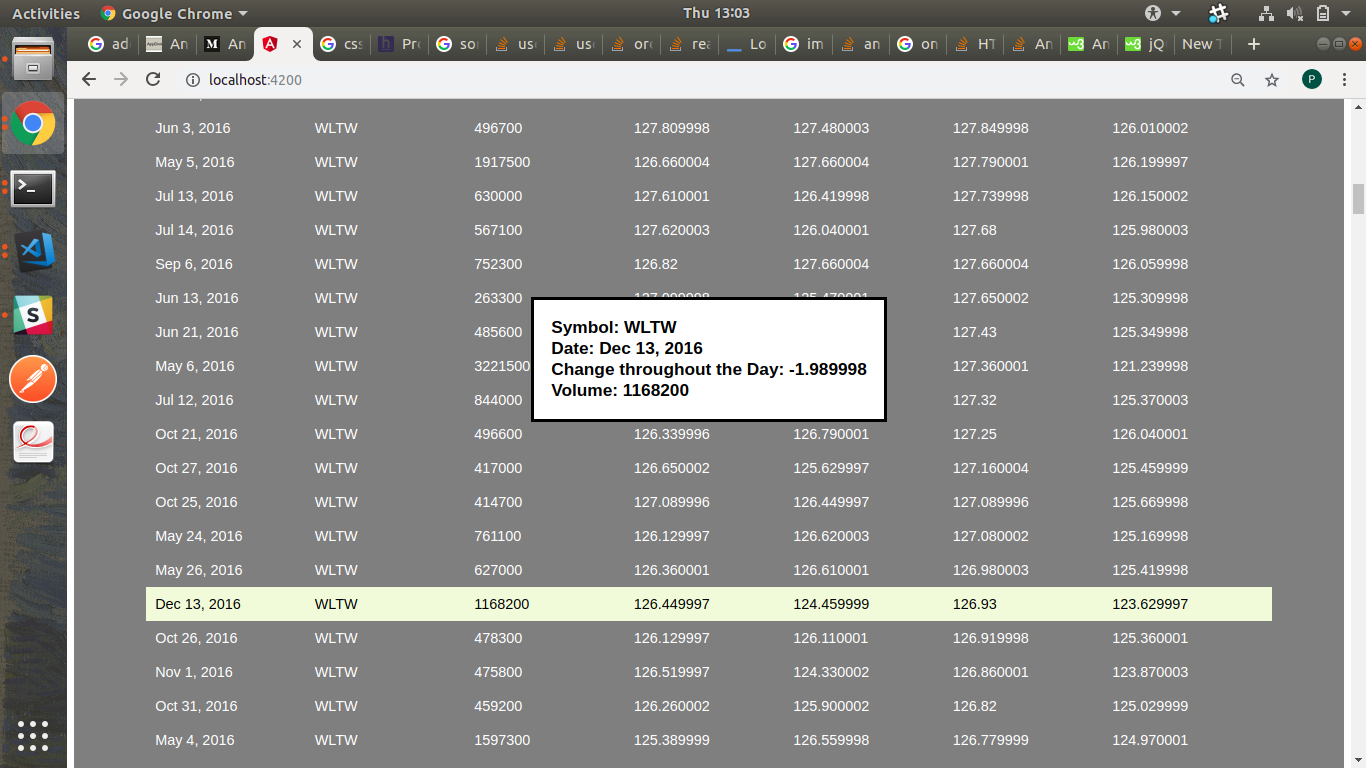 Activities Google Chrome Thu 13:03
ad An An css Pro so use use ore rea Lo im an on HT An An jQ New T
localhost:4200 P
Jun 3, 2016 WLTW 496700 127.809998 127.480003 127.849998 126.010002
May 5, 2016 WLTW 1917500 126.660004 127.660004 127.790001 126.199997
Jul 13, 2016 WLTW 630000 127.610001 126.419998 127.739998 126.150002
Jul 14, 2016 WLTW 567100 127.620003 126.040001 127.68 125.980003
Sep 6, 2016 WLTW 752300 126.82 127.660004 127.660004 126.059998
Jun 13, 2016 WLTW 263300 127.650002 125.309998
Jun 21, 2016 WLTW 485600 127.43 125.349998
May 6, 2016 WLTW 3221500 127.360001 121.239998
Jul 12, 2016 WLTW 844000 127.32 125.370003
Symbol: WLTW
Date: Dec 13, 2016
Change throughout the Day: -1.989998
Volume: 1168200
Oct 21, 2016 WLTW 496600 126.339996 126.790001 127.25 126.040001
Oct 27, 2016 WLTW 417000 126.650002 125.629997 127.160004 125.459999
Oct 25, 2016 WLTW 414700 127.089996 126.449997 127.089996 125.669998
May 24, 2016 WLTW 761100 126.129997 126.620003 127.080002 125.169998
May 26, 2016 WLTW 627000 126.360001 126.610001 126.980003 125.419998
Dec 13, 2016 WLTW 1168200 126.449997 124.459999 126.93 123.629997
Oct 26, 2016 WLTW 478300 126.129997 126.110001 126.919998 125.360001
Nov 1, 2016 WLTW 475800 126.519997 124.330002 126.860001 123.870003
Oct 31, 2016 WLTW 459200 126.260002 125.900002 126.82 125.029999
May 4, 2016 WLTW 1597300 125.389999 126.559998 126.779999 124.970001